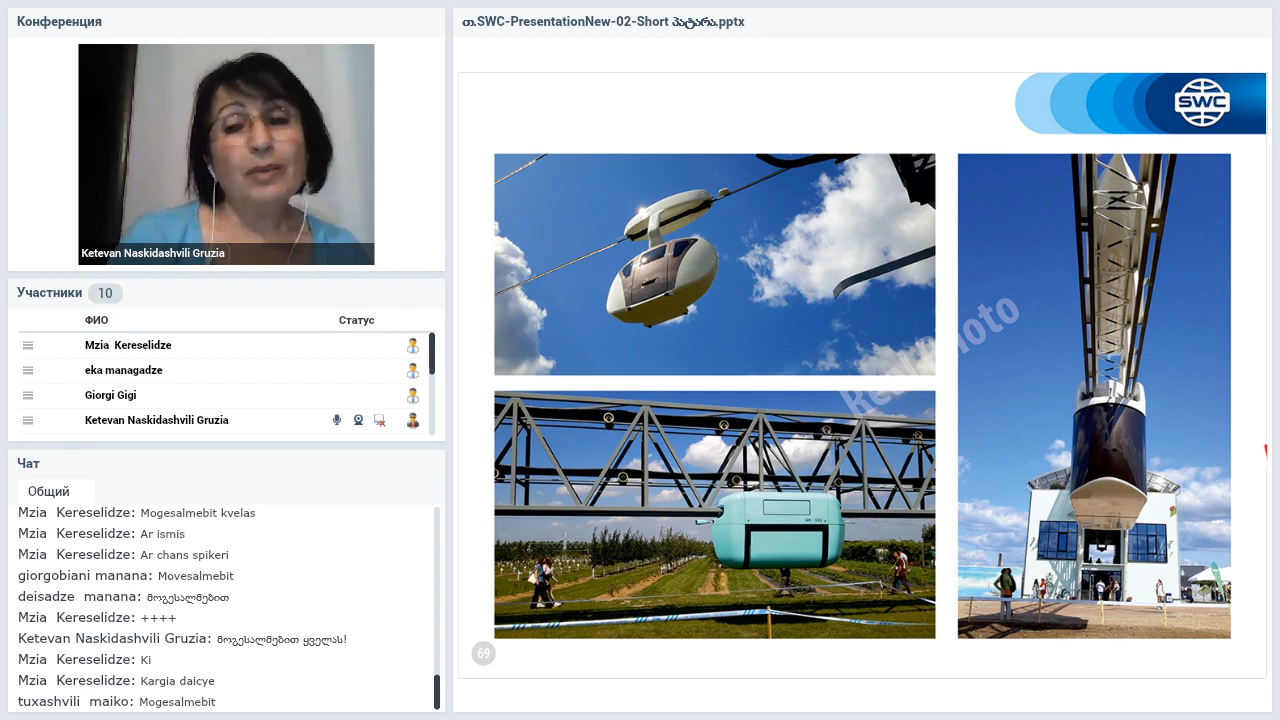 Конференция
Ketevan Naskidashvili Gruzia
Участники 10
ФИО Статус
Mzia Kereselidze
eka managadze
Giorgi Gigi
Ketevan Naskidashvili Gruzia
Чат
Общий
Mzia Kereselidze: Mogesalmebit kvelas
Mzia Kereselidze: Ar ismis
Mzia Kereselidze: Ar chans spikeri
giorgobiani manana: Movesalmebit
deisadze manana: მოგესალმებით
Mzia Kereselidze: ++++
Ketevan Naskidashvili Gruzia: მოგესალმებით ყველას!
Mzia Kereselidze: Ki
Mzia Kereselidze: Kargia daicye
tuxashvili maiko: Mogesalmebit
თ.SWC-PresentationNew-02-Short პატარა.pptx
SWC
Real photo
69